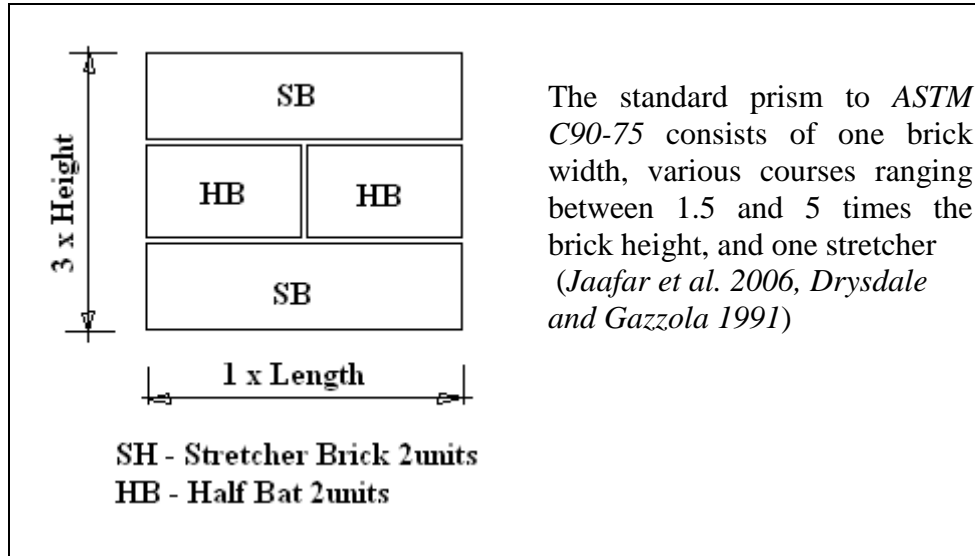 SB
HB HB
SB
3 x Height
1 x Length
SH - Stretcher Brick 2units
HB - Half Bat 2units
The standard prism to ASTM
C90-75 consists of one brick
width, various courses ranging
between 1.5 and 5 times the
brick height, and one stretcher
(Jaafar et al. 2006, Drysdale
and Gazzola 1991)